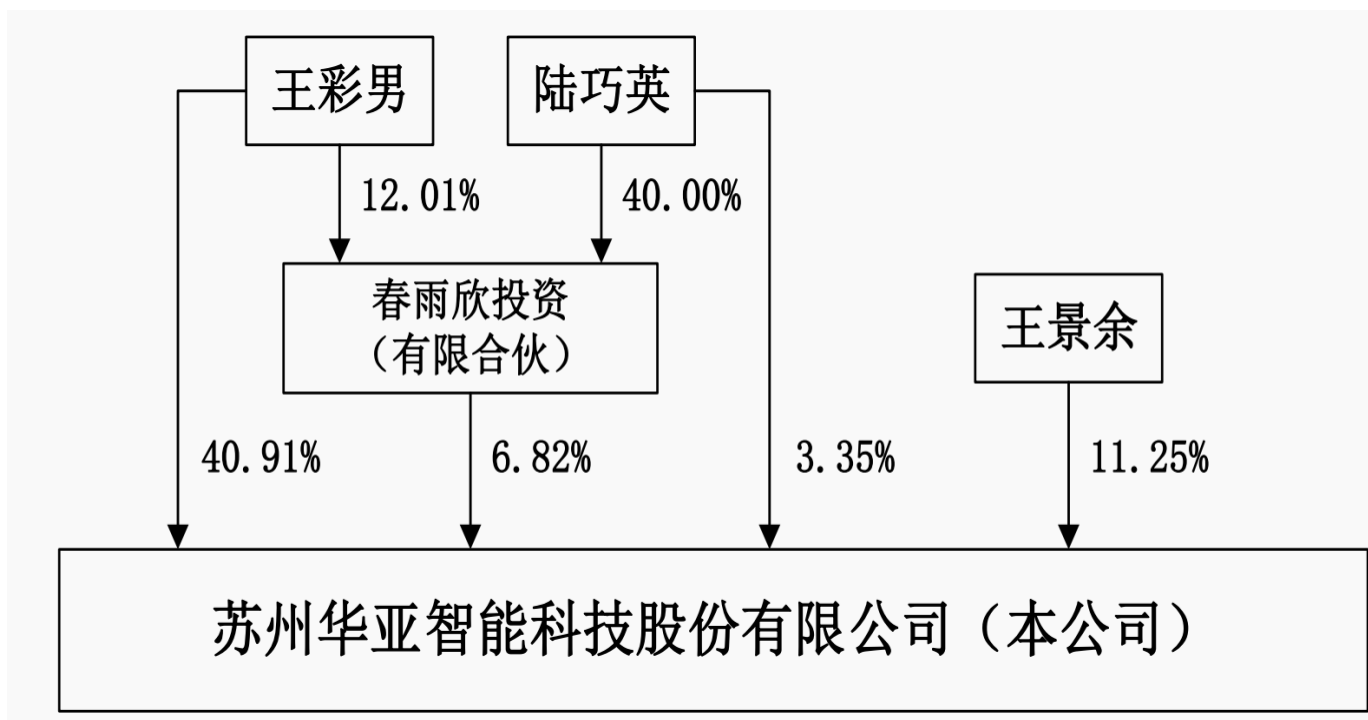 王彩男
陆巧英
12.01%
40.00%
春雨欣投资
（有限合伙）
王景余
40.91%
6.82%
3.35%
11.25%
苏州华亚智能科技股份有限公司（本公司）